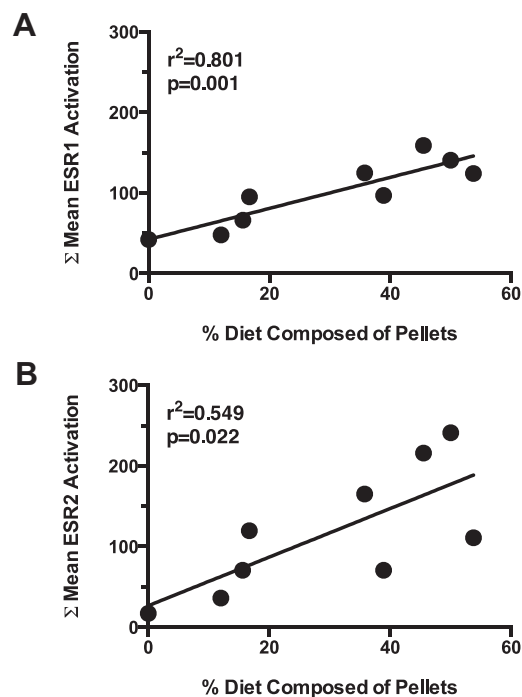 A
300
200
100
0
r²=0.801
p=0.001
Σ Mean ESR1 Activation
0 20 40 60
% Diet Composed of Pellets
B
300
200
100
0
r²=0.549
p=0.022
Σ Mean ESR2 Activation
0 20 40 60
% Diet Composed of Pellets